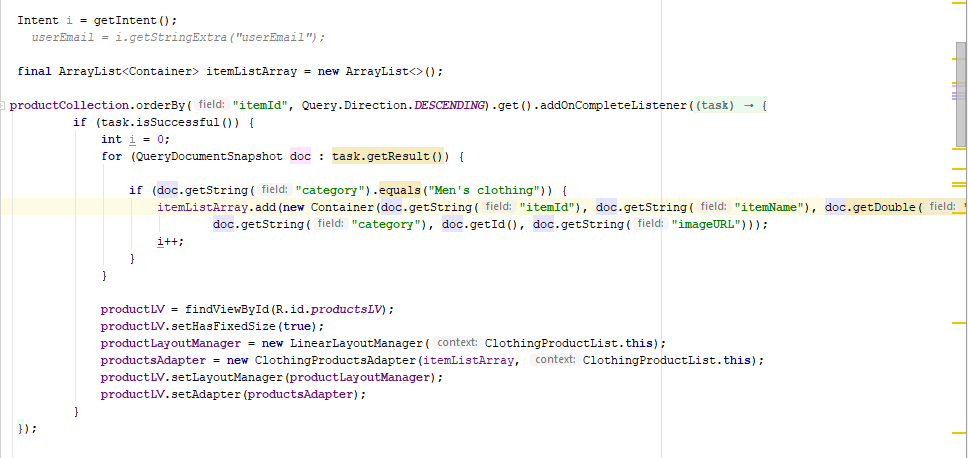 Intent i = getIntent();
userEmail = i.getStringExtra("userEmail");
final ArrayList<Container> itemListArray = new ArrayList<>();
productCollection.orderBy( field: "itemId", Query.Direction.DESCENDING).get().addOnCompleteListener((task) → {
if (task.isSuccessful()) {
int i = 0;
for (QueryDocumentSnapshot doc : task.getResult()) {
if (doc.getString( field: "category").equals("Men's clothing")) {
itemListArray.add(new Container(doc.getString( field: "itemId"), doc.getString( field: "itemName"), doc.getDouble( field: "
doc.getString( field: "category"), doc.getId(), doc.getString( field: "imageURL")));
i++;
}
}
productLV = findViewById(R.id.productsLV);
productLV.setHasFixedSize(true);
productLayoutManager = new LinearLayoutManager( context: ClothingProductList.this);
productsAdapter = new ClothingProductsAdapter(itemListArray, context: ClothingProductList.this);
productLV.setLayoutManager(productLayoutManager);
productLV.setAdapter(productsAdapter);
}
});